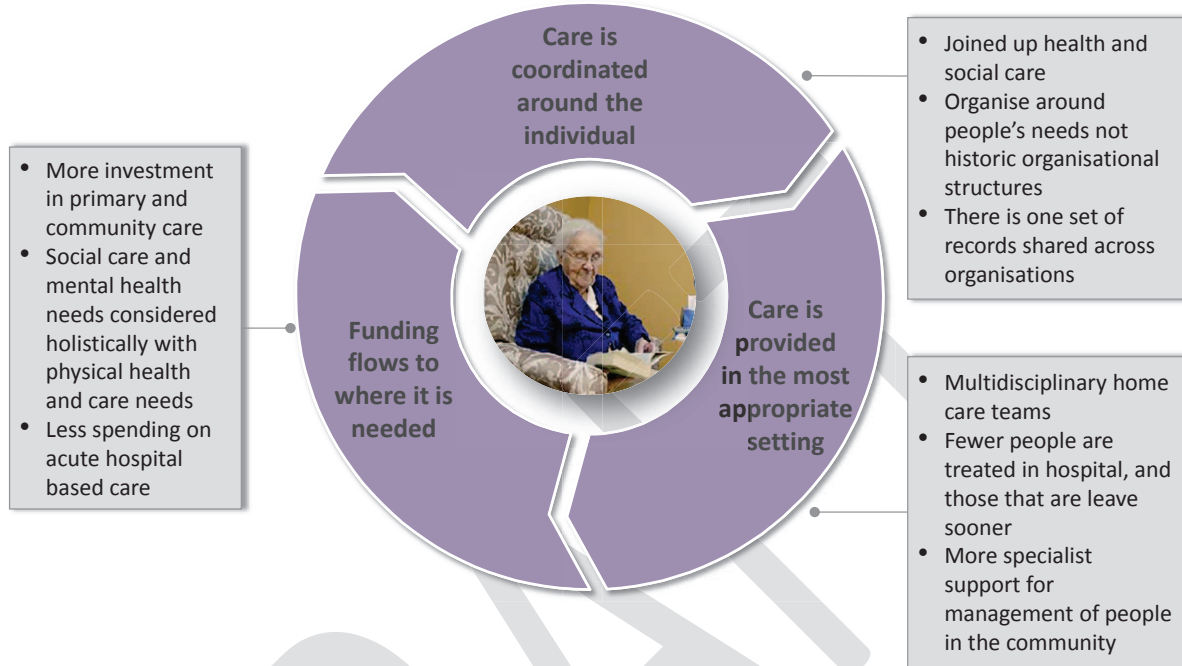 Care is
coordinated
around the
individual
• Joined up health and
social care
• Organise around
people's needs not
historic organisational
structures
• There is one set of
records shared across
organisations
• More investment
in primary and
community care
• Social care and
mental health
needs considered
holistically with
physical health
and care needs
• Less spending on
acute hospital
based care
Funding
flows to
where it is
needed
Care is
provided
in the most
appropriate
setting
• Multidisciplinary home
care teams
• Fewer people are
treated in hospital, and
those that are leave
sooner
• More specialist
support for
management of people
in the community